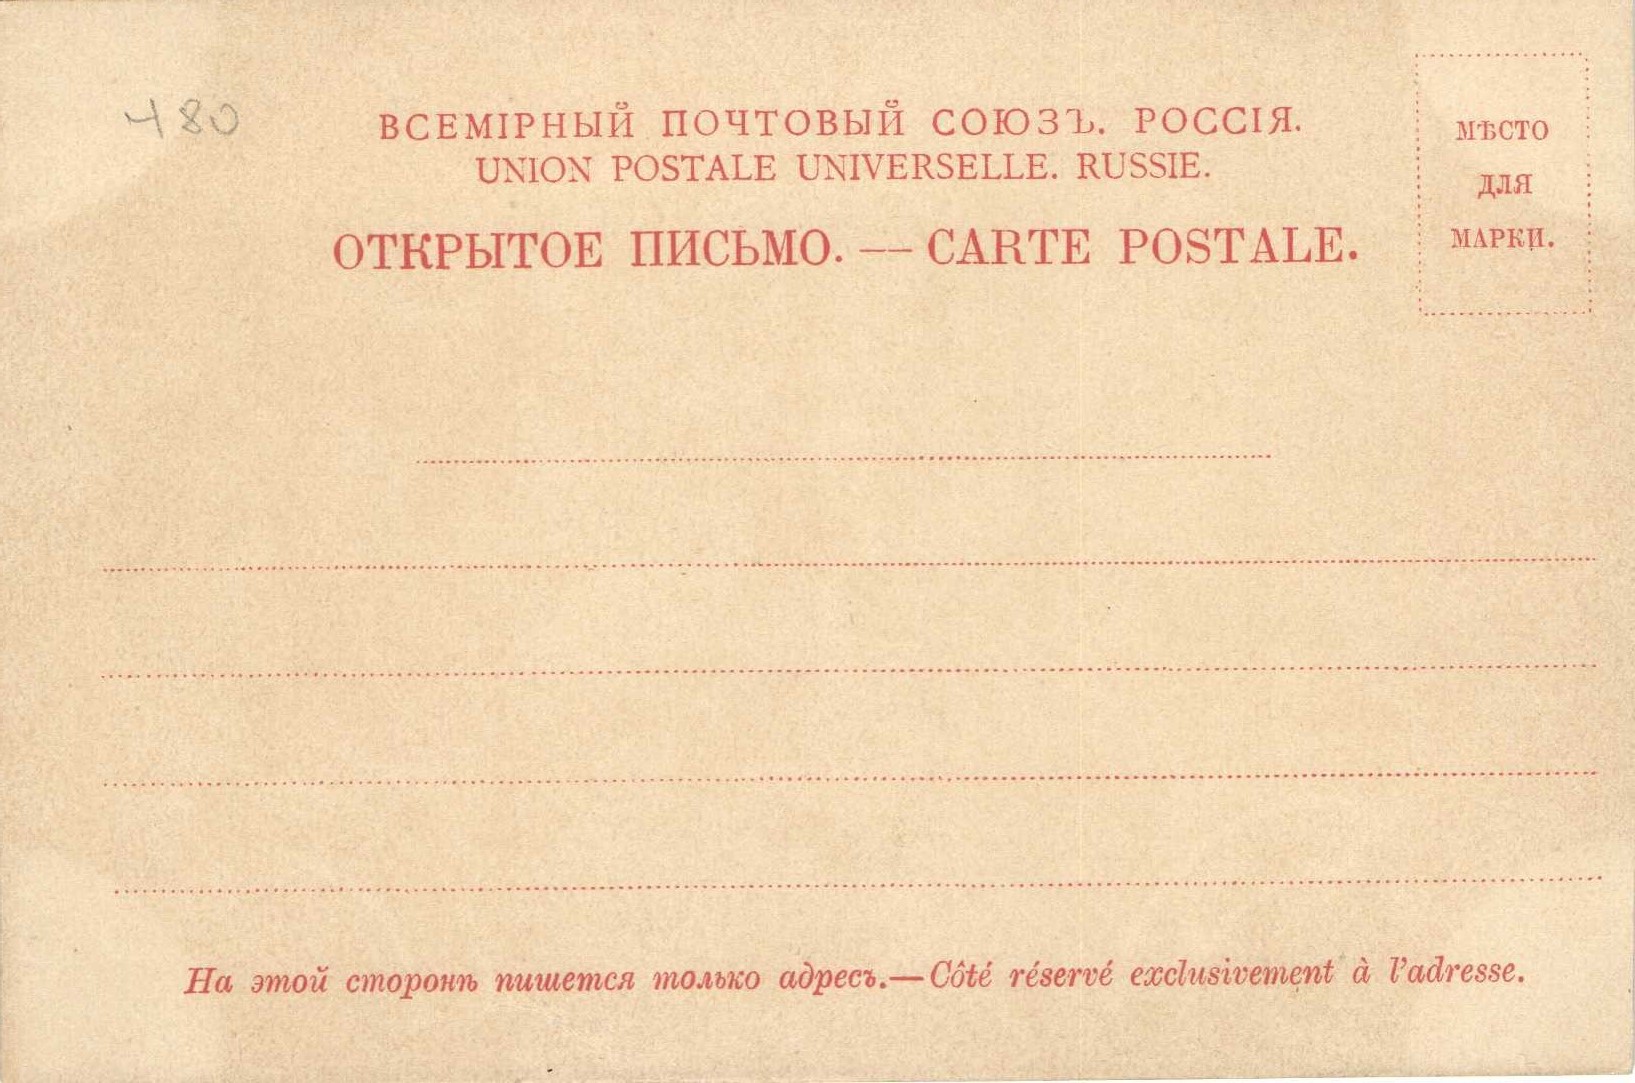 480
ВСЕМІРНЫЙ ПОЧТОВЫЙ СОЮЗЪ. РОССІЯ.
UNION POSTALE UNIVERSELLE. RUSSIE.
ОТКРЫТОЕ ПИСЬМО. — CARTE POSTALE.
МѢСТО
ДЛЯ
МАРКИ.
На этой сторонѣ пишется только адресъ.—Côté réservé exclusivement à l'adresse.